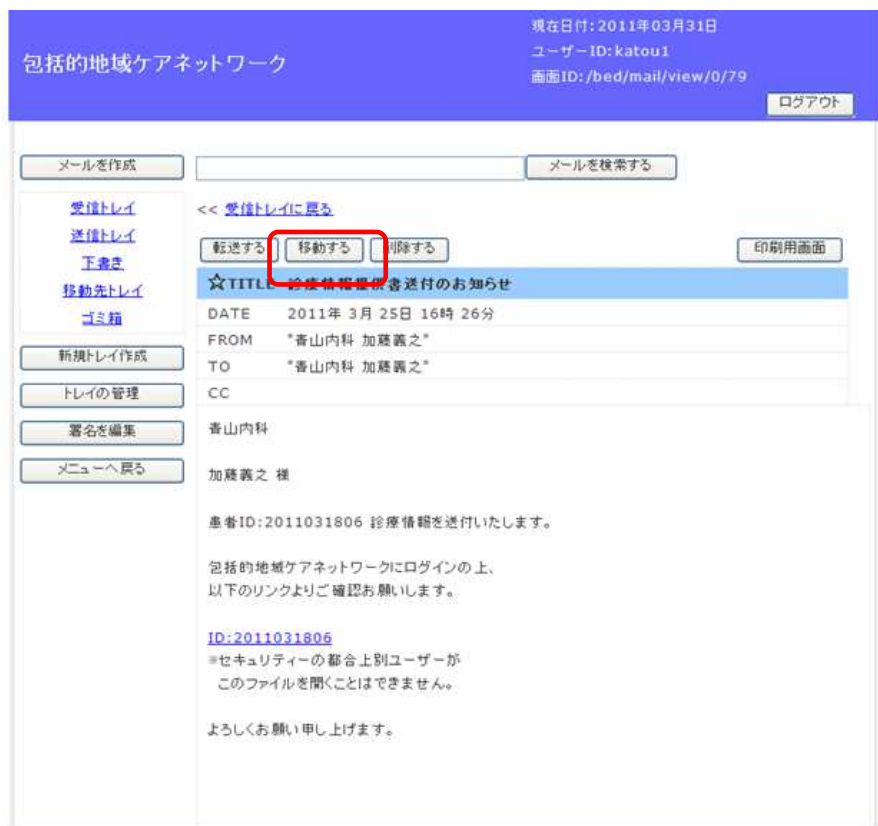 現在日付:2011年03月31日
包括的地域ケアネットワーク
ユーザーID:katou1
画面ID:/bed/mail/view/0/79
ログアウト
メールを作成
メールを検索する
受信トレイ
送信トレイ
下書き
移動先トレイ
ゴミ箱
新規トレイ作成
トレイの管理
署名を編集
メニューへ戻る
<< 受信トレイに戻る
転送する 移動する 削除する 印刷用画面
☆TITLE 診療情報提供書送付のお知らせ
DATE 2011年 3月 25日 16時 26分
FROM "青山内科 加藤義之"
TO "青山内科 加藤義之"
CC
青山内科
加藤義之 様
患者ID:2011031806 診療情報を送付いたします。
包括的地域ケアネットワークにログインの上、
以下のリンクよりご確認お願いします。
ID:2011031806
※セキュリティーの都合上別ユーザーが
このファイルを開くことはできません。
よろしくお願い申し上げます。